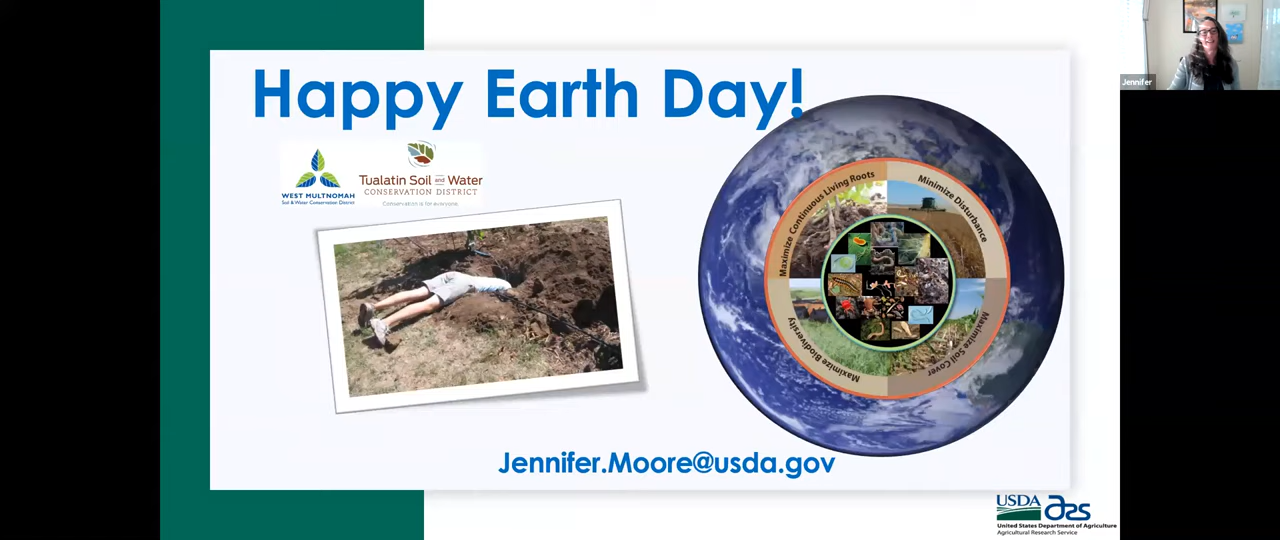 Happy Earth Day!
Jennifer
WEST MULTNOMAH
Soil & Water Conservation District
Tualatin Soil and Water
CONSERVATION DISTRICT
Conservation is for everyone.
Maximize Continuous Living Roots
Minimize Disturbance
Maximize Biodiversity
Maximize Soil Cover
Jennifer.Moore@usda.gov
USDA ars
United States Department of Agriculture
Agricultural Research Service